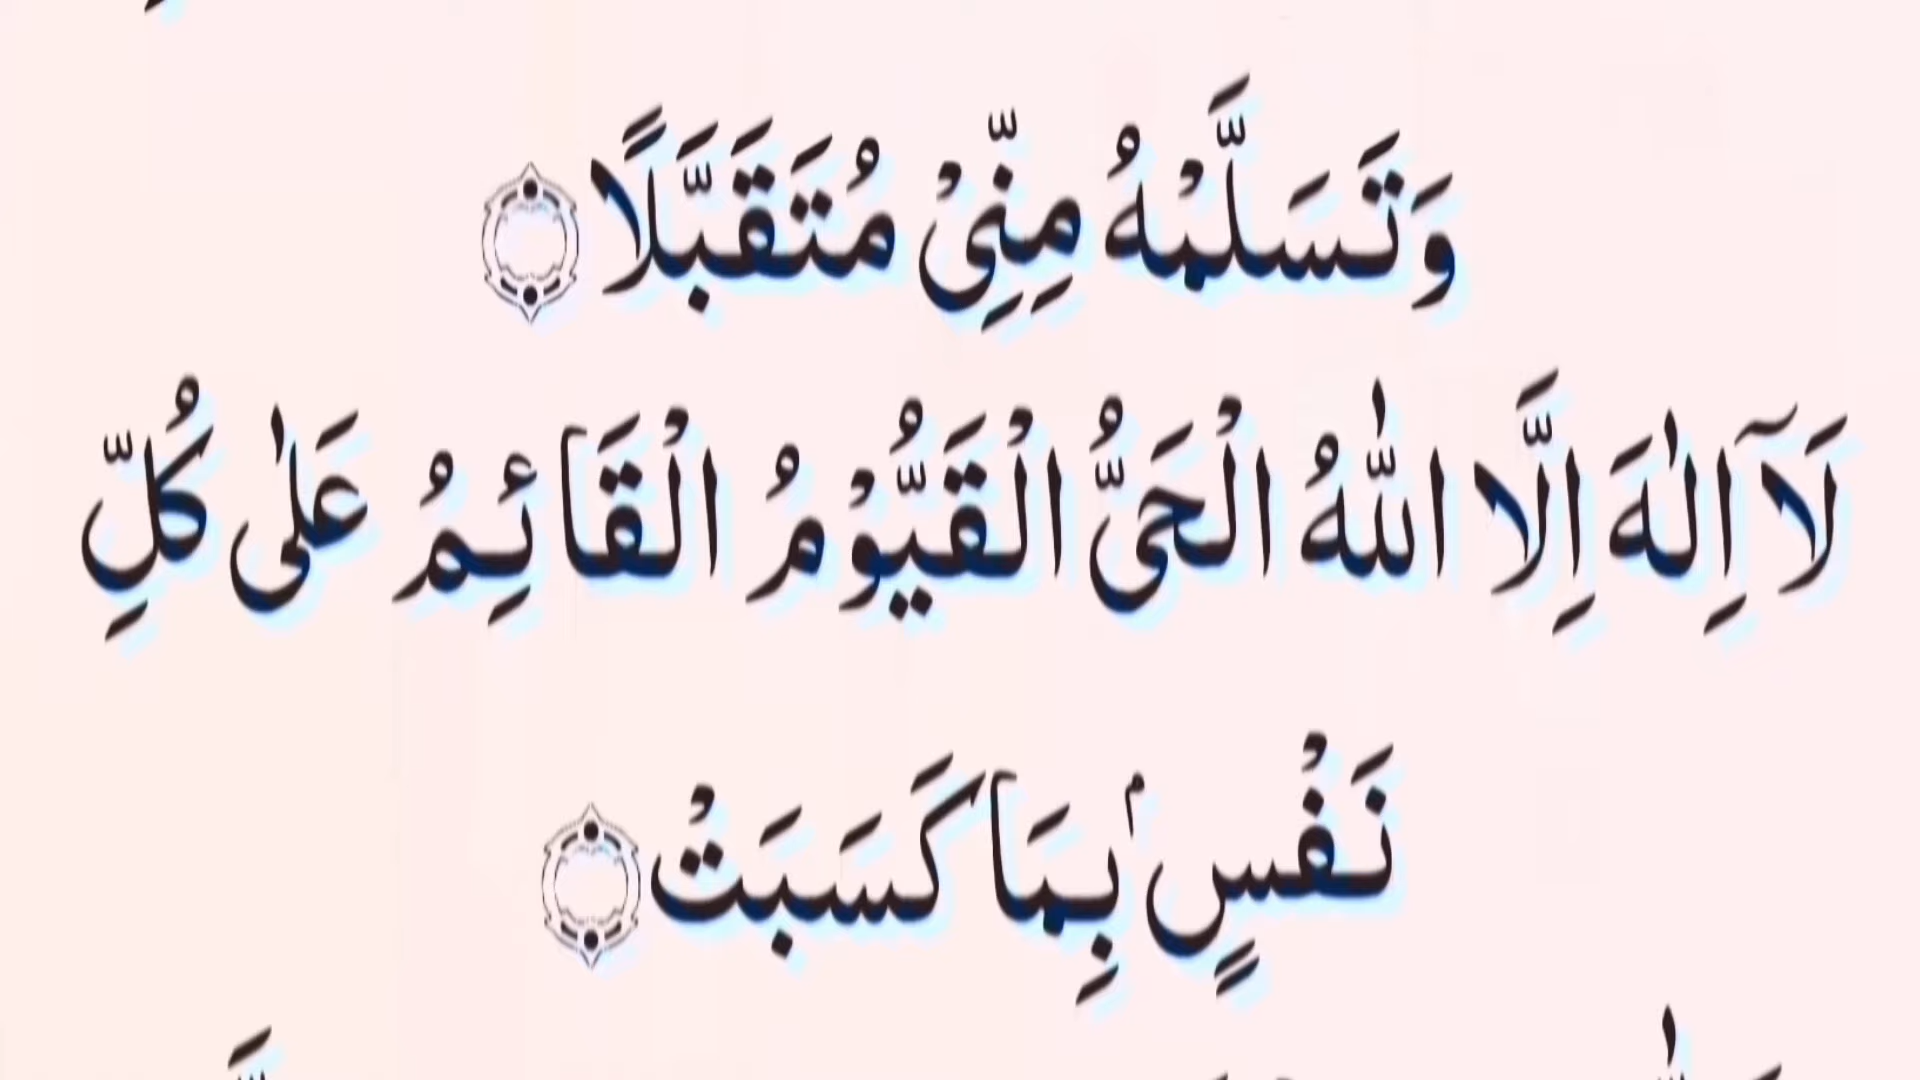 وَتَسَلَّمْهُ مِنِّىْ مُتَقَبَّلًا ۝
لَآ اِلٰهَ اِلَّا اللّٰهُ الْحَىُّ الْقَيُّوْمُ الْقَائِمُ عَلٰى كُلِّ
نَفْسٍۭ بِمَا كَسَبَتْ ۝